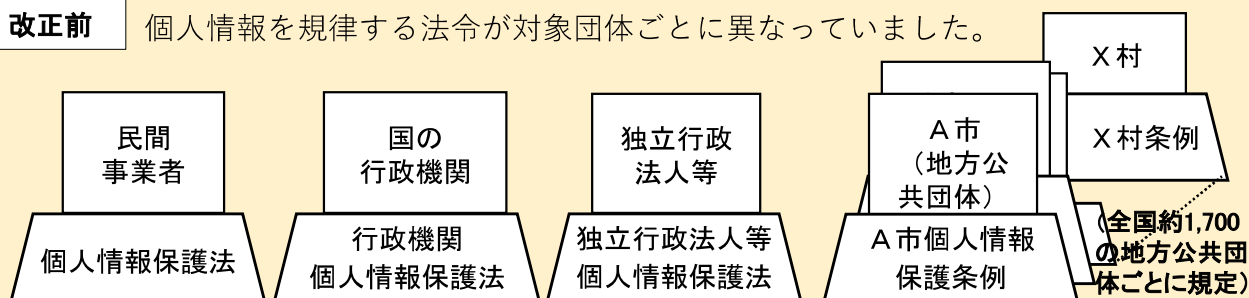 改正前
個人情報を規律する法令が対象団体ごとに異なっていました。
民間
事業者
個人情報保護法
国の
行政機関
行政機関
個人情報保護法
独立行政
法人等
独立行政法人等
個人情報保護法
A市
（地方公
共団体）
A市個人情報
保護条例
X村
X村条例
（全国約1,700
の地方公共団
体ごとに規定）